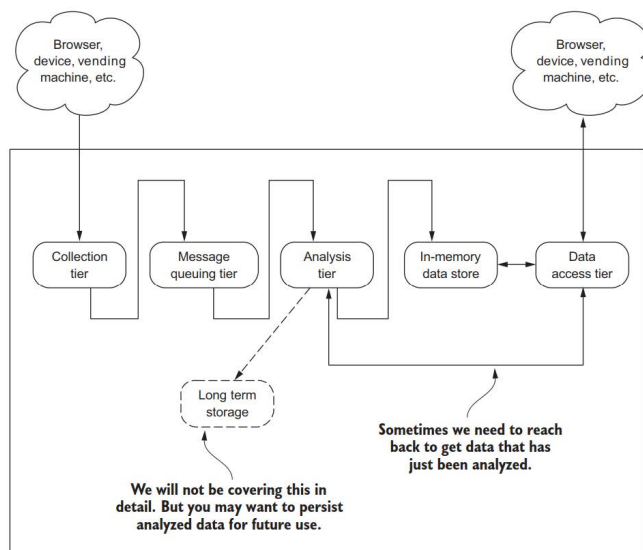 Browser,
device, vending
machine, etc.
Browser,
device, vending
machine, etc.
Collection
tier
Message
queuing tier
Analysis
tier
In-memory
data store
Data
access tier
Long term
storage
Sometimes we need to reach
back to get data that has
just been analyzed.
We will not be covering this in
detail. But you may want to persist
analyzed data for future use.